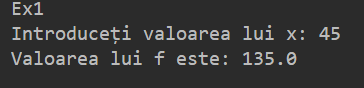 Ex1
Introduceți valoarea lui x: 45
Valoarea lui f este: 135.0